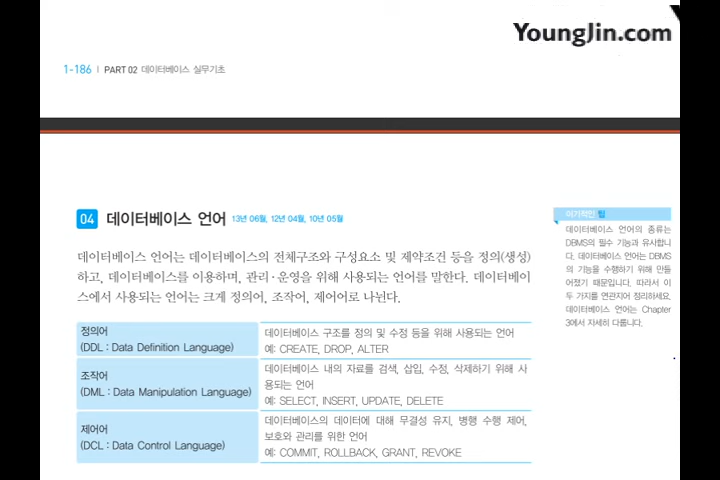 YoungJin.com
1-186 | PART 02 데이터베이스 실무기초
04 데이터베이스 언어 13년 06월, 12년 04월, 10년 05월
데이터베이스 언어는 데이터베이스의 전체구조와 구성요소 및 제약조건 등을 정의(생성)
하고, 데이터베이스를 이용하며, 관리·운영을 위해 사용되는 언어를 말한다. 데이터베이
스에서 사용되는 언어는 크게 정의어, 조작어, 제어어로 나뉜다.
정의어
(DDL : Data Definition Language)
데이터베이스 구조를 정의 및 수정 등을 위해 사용되는 언어
예: CREATE, DROP, ALTER
조작어
(DML : Data Manipulation Language)
데이터베이스 내의 자료를 검색, 삽입, 수정, 삭제하기 위해 사
용되는 언어
예: SELECT, INSERT, UPDATE, DELETE
제어어
(DCL : Data Control Language)
데이터베이스의 데이터에 대해 무결성 유지, 병행 수행 제어,
보호와 관리를 위한 언어
예: COMMIT, ROLLBACK, GRANT, REVOKE
이기적인 팁
데이터베이스 언어의 종류는
DBMS의 필수 기능과 유사합니
다. 데이터베이스 언어는 DBMS
의 기능을 수행하기 위해 만들
어졌기 때문입니다. 따라서 이
두 가지를 연관지어 정리하세요.
데이터베이스 언어는 Chapter
3에서 자세히 다룹니다.